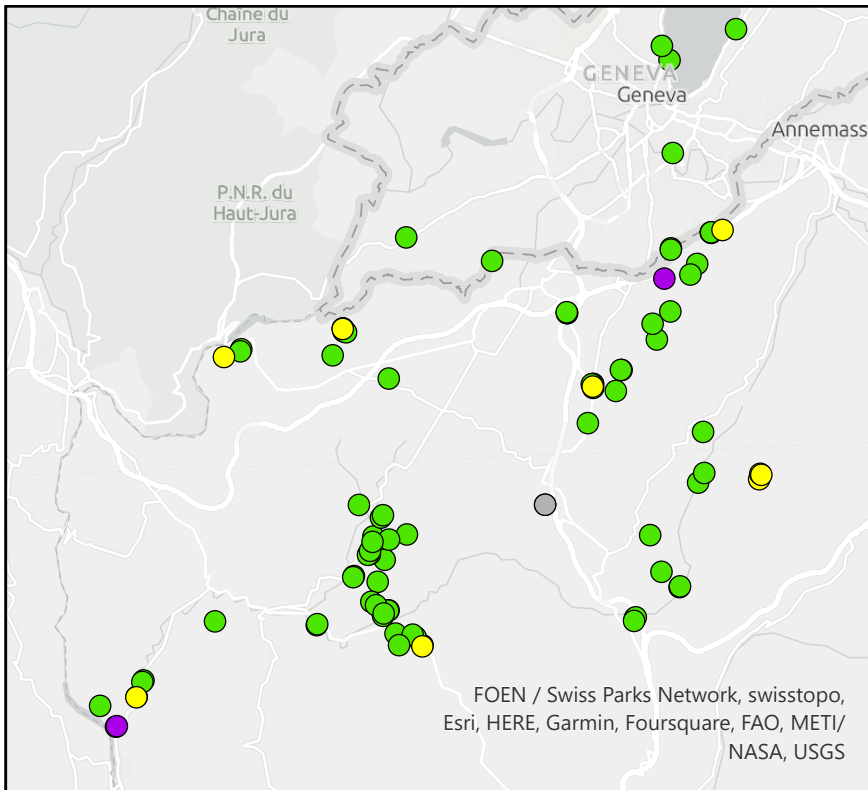 Chaîne du
Jura
GENEVA
Geneva
Annemass
P.N.R. du
Haut-Jura
FOEN / Swiss Parks Network, swisstopo,
Esri, HERE, Garmin, Foursquare, FAO, METI/
NASA, USGS